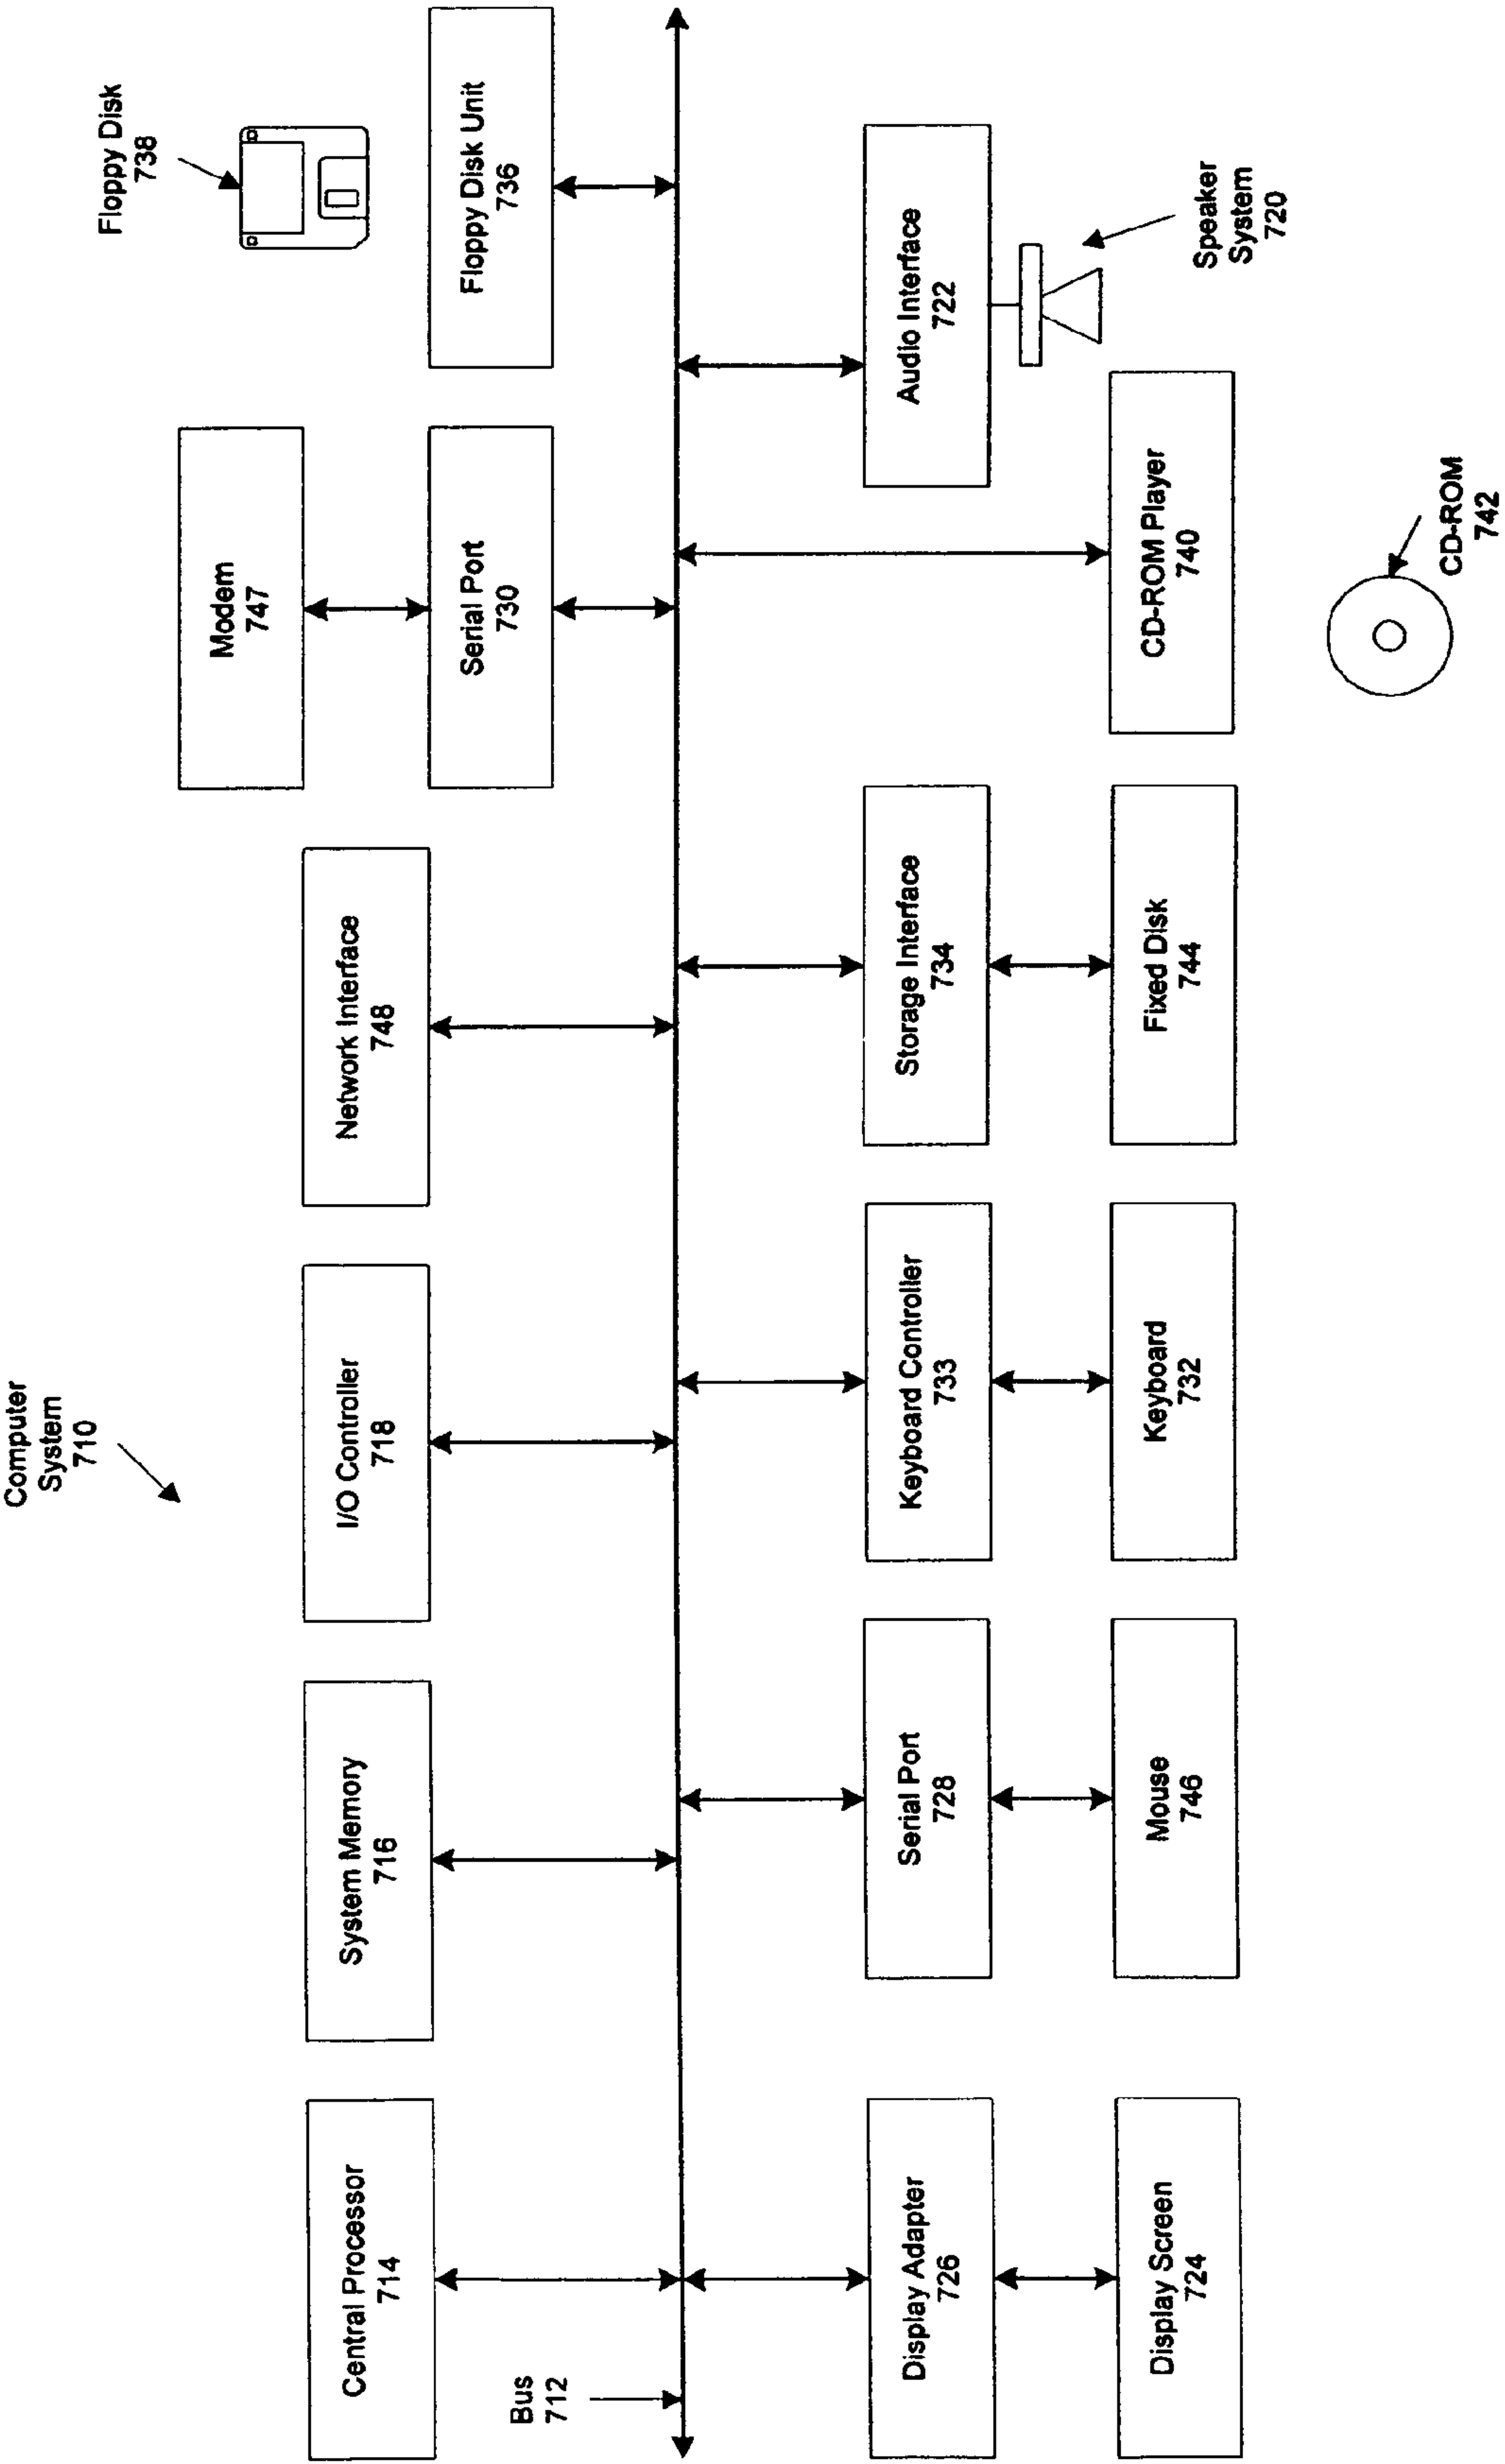 Computer
System
710
Floppy Disk
738
Modem
747
Central Processor
714
System Memory
716
I/O Controller
718
Network Interface
748
Serial Port
730
Floppy Disk Unit
736
Bus
712
Display Adapter
726
Serial Port
728
Keyboard Controller
733
Storage Interface
734
Audio Interface
722
Display Screen
724
Mouse
746
Keyboard
732
Fixed Disk
744
CD-ROM Player
740
Speaker
System
720
CD-ROM
742